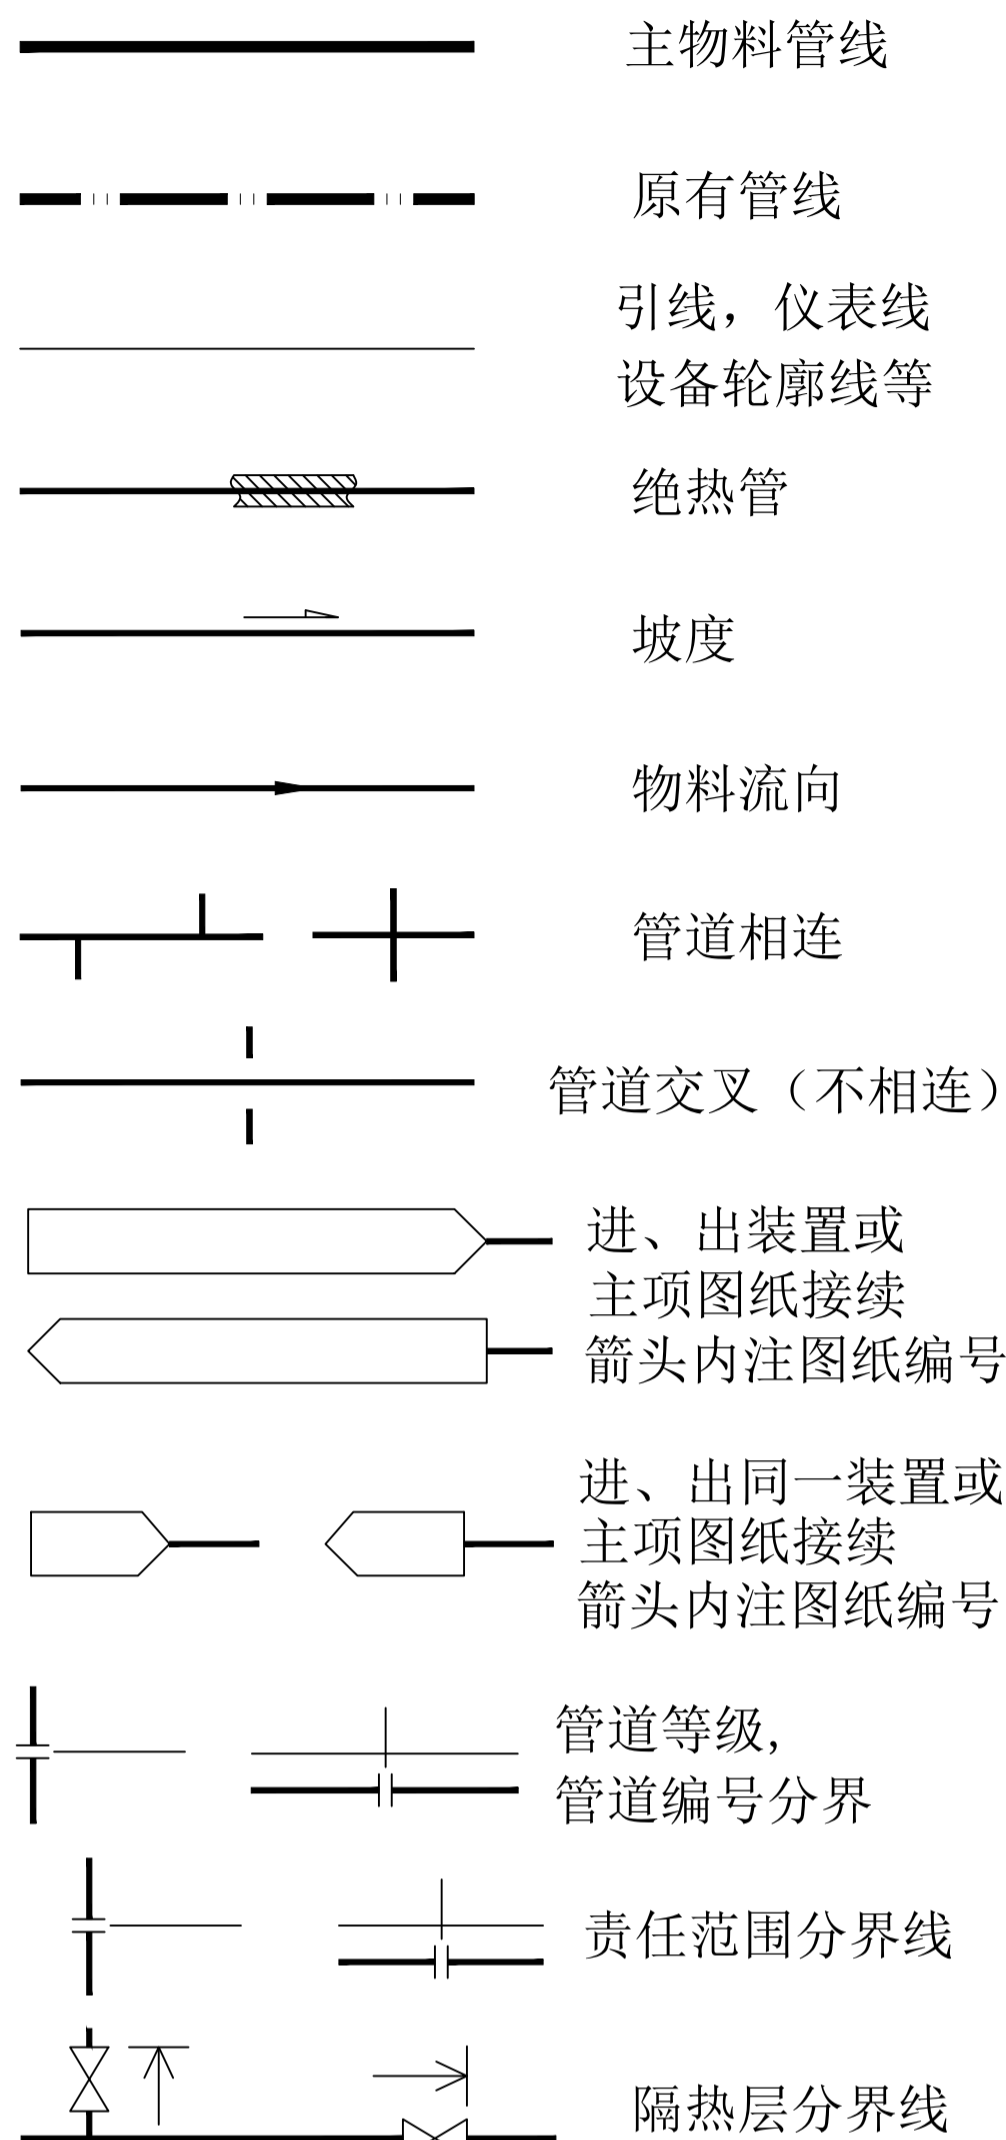 主物料管线
原有管线
引线，仪表线
设备轮廓线等
绝热管
坡度
物料流向
管道相连
管道交叉（不相连）
进、出装置或
主项图纸接续
箭头内注图纸编号
进、出同一装置或
主项图纸接续
箭头内注图纸编号
管道等级,
管道编号分界
责任范围分界线
隔热层分界线